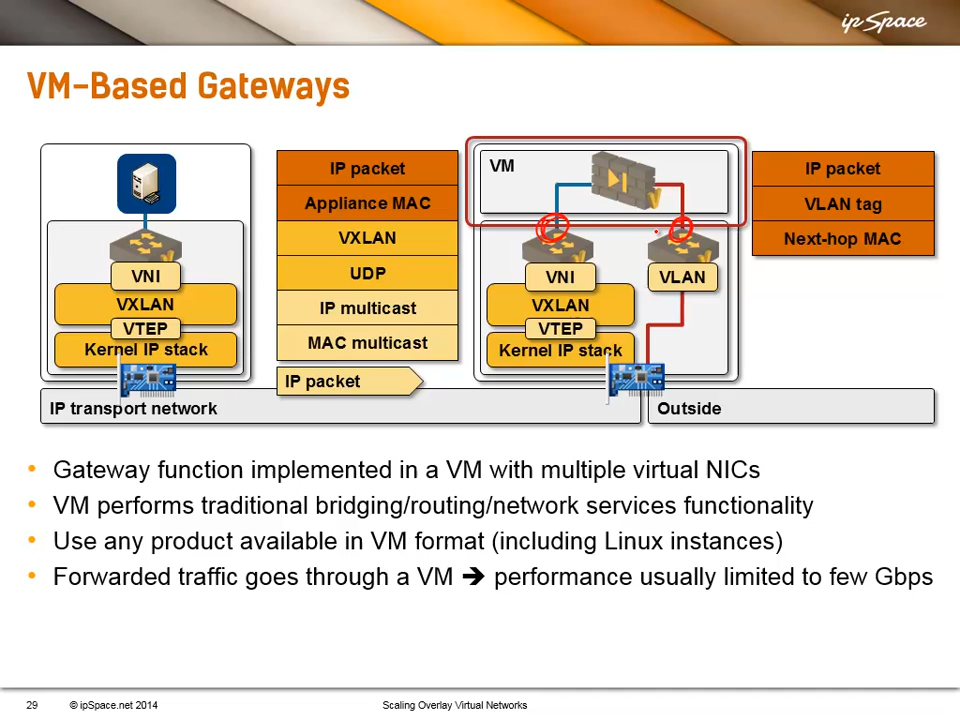 ipSpace
VM-Based Gateways
IP packet
Appliance MAC
VXLAN
UDP
IP multicast
MAC multicast
IP packet
VM
IP packet
VLAN tag
Next-hop MAC
VNI
VXLAN
VTEP
Kernel IP stack
VNI
VXLAN
VTEP
Kernel IP stack
VLAN
IP transport network
Outside
• Gateway function implemented in a VM with multiple virtual NICs
• VM performs traditional bridging/routing/network services functionality
• Use any product available in VM format (including Linux instances)
• Forwarded traffic goes through a VM ➔ performance usually limited to few Gbps
29 © ipSpace.net 2014 Scaling Overlay Virtual Networks